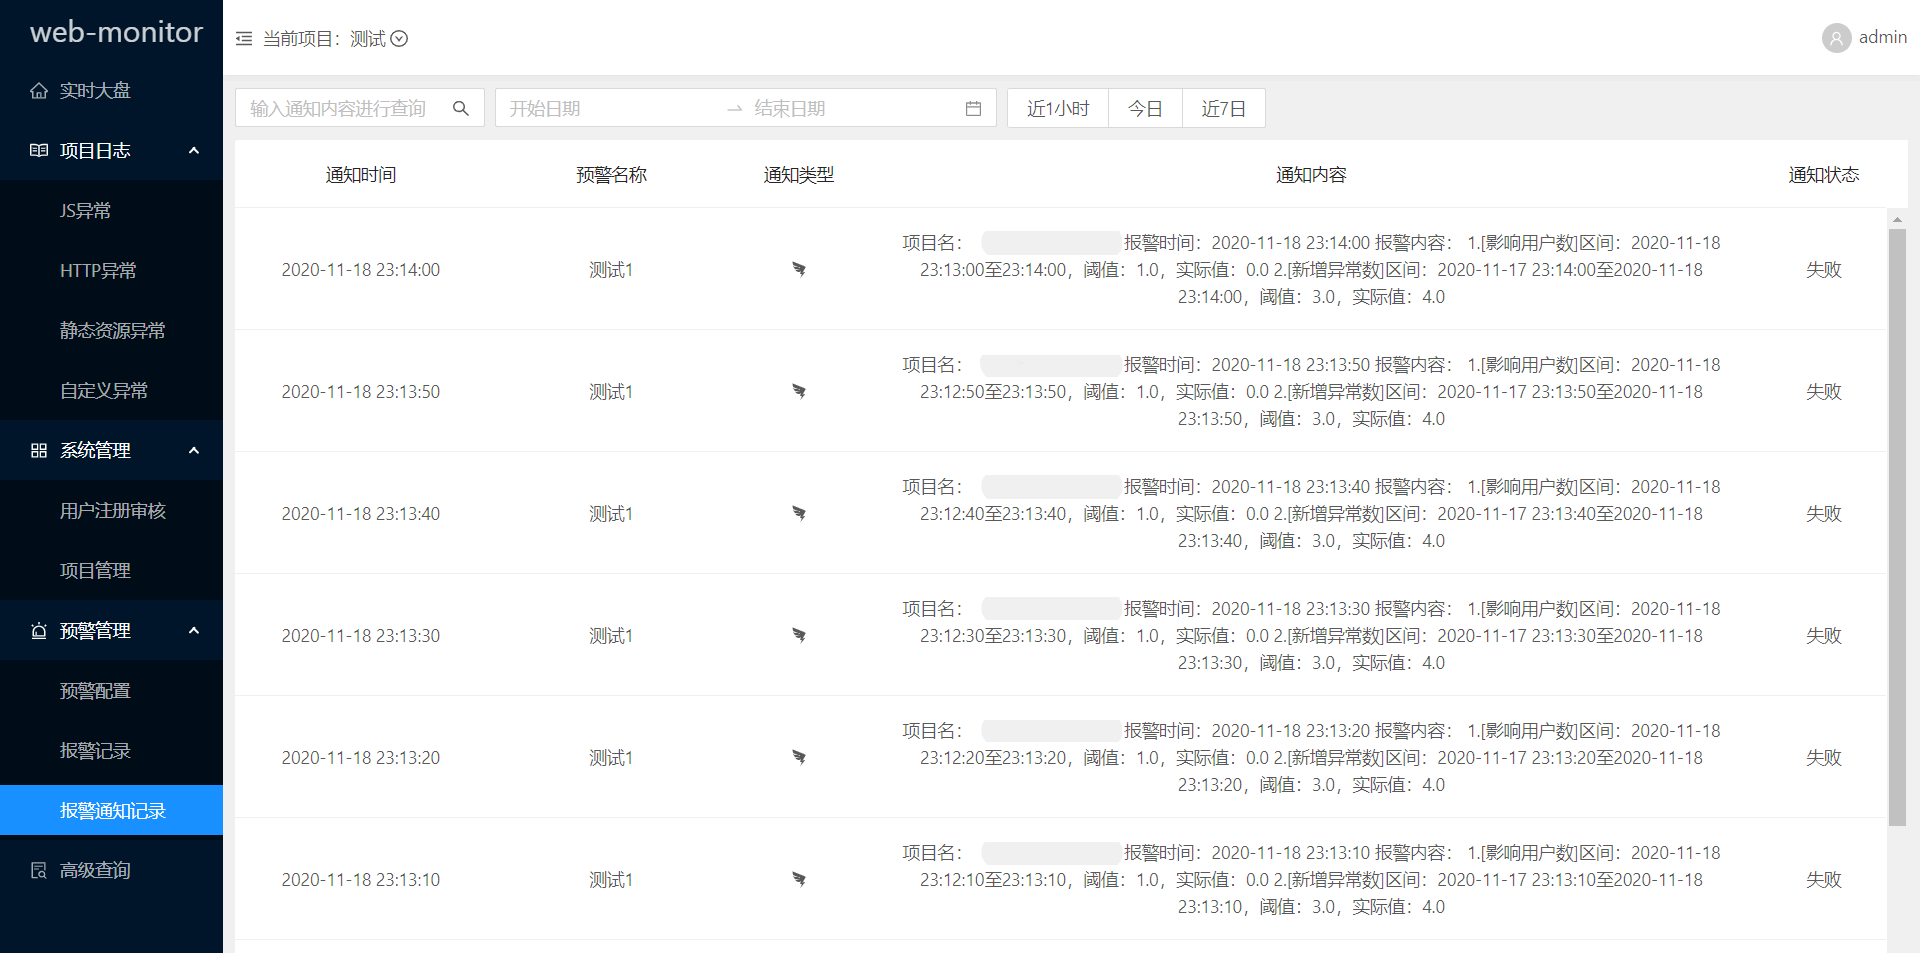 web-monitor
实时大盘
项目日志
JS异常
HTTP异常
静态资源异常
自定义异常
系统管理
用户注册审核
项目管理
预警管理
预警配置
报警记录
报警通知记录
高级查询
当前项目：测试
admin
输入通知内容进行查询
开始日期 结束日期
近1小时 今日 近7日
通知时间 预警名称 通知类型 通知内容 通知状态
2020-11-18 23:14:00 测试1
项目名： 报警时间：2020-11-18 23:14:00 报警内容： 1.[影响用户数]区间：2020-11-18
23:13:00至23:14:00，阈值：1.0，实际值：0.0 2.[新增异常数]区间：2020-11-17 23:14:00至2020-11-18
23:14:00，阈值：3.0，实际值：4.0
失败
2020-11-18 23:13:50 测试1
项目名： 报警时间：2020-11-18 23:13:50 报警内容： 1.[影响用户数]区间：2020-11-18
23:12:50至23:13:50，阈值：1.0，实际值：0.0 2.[新增异常数]区间：2020-11-17 23:13:50至2020-11-18
23:13:50，阈值：3.0，实际值：4.0
失败
2020-11-18 23:13:40 测试1
项目名： 报警时间：2020-11-18 23:13:40 报警内容： 1.[影响用户数]区间：2020-11-18
23:12:40至23:13:40，阈值：1.0，实际值：0.0 2.[新增异常数]区间：2020-11-17 23:13:40至2020-11-18
23:13:40，阈值：3.0，实际值：4.0
失败
2020-11-18 23:13:30 测试1
项目名： 报警时间：2020-11-18 23:13:30 报警内容： 1.[影响用户数]区间：2020-11-18
23:12:30至23:13:30，阈值：1.0，实际值：0.0 2.[新增异常数]区间：2020-11-17 23:13:30至2020-11-18
23:13:30，阈值：3.0，实际值：4.0
失败
2020-11-18 23:13:20 测试1
项目名： 报警时间：2020-11-18 23:13:20 报警内容： 1.[影响用户数]区间：2020-11-18
23:12:20至23:13:20，阈值：1.0，实际值：0.0 2.[新增异常数]区间：2020-11-17 23:13:20至2020-11-18
23:13:20，阈值：3.0，实际值：4.0
失败
2020-11-18 23:13:10 测试1
项目名： 报警时间：2020-11-18 23:13:10 报警内容： 1.[影响用户数]区间：2020-11-18
23:12:10至23:13:10，阈值：1.0，实际值：0.0 2.[新增异常数]区间：2020-11-17 23:13:10至2020-11-18
23:13:10，阈值：3.0，实际值：4.0
失败